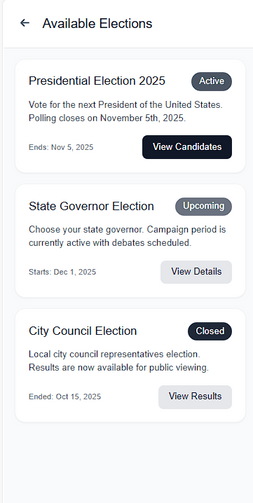 Available Elections
Presidential Election 2025
Active
Vote for the next President of the United States.
Polling closes on November 5th, 2025.
Ends: Nov 5, 2025
View Candidates
State Governor Election
Upcoming
Choose your state governor. Campaign period is
currently active with debates scheduled.
Starts: Dec 1, 2025
View Details
City Council Election
Closed
Local city council representatives election.
Results are now available for public viewing.
Ended: Oct 15, 2025
View Results